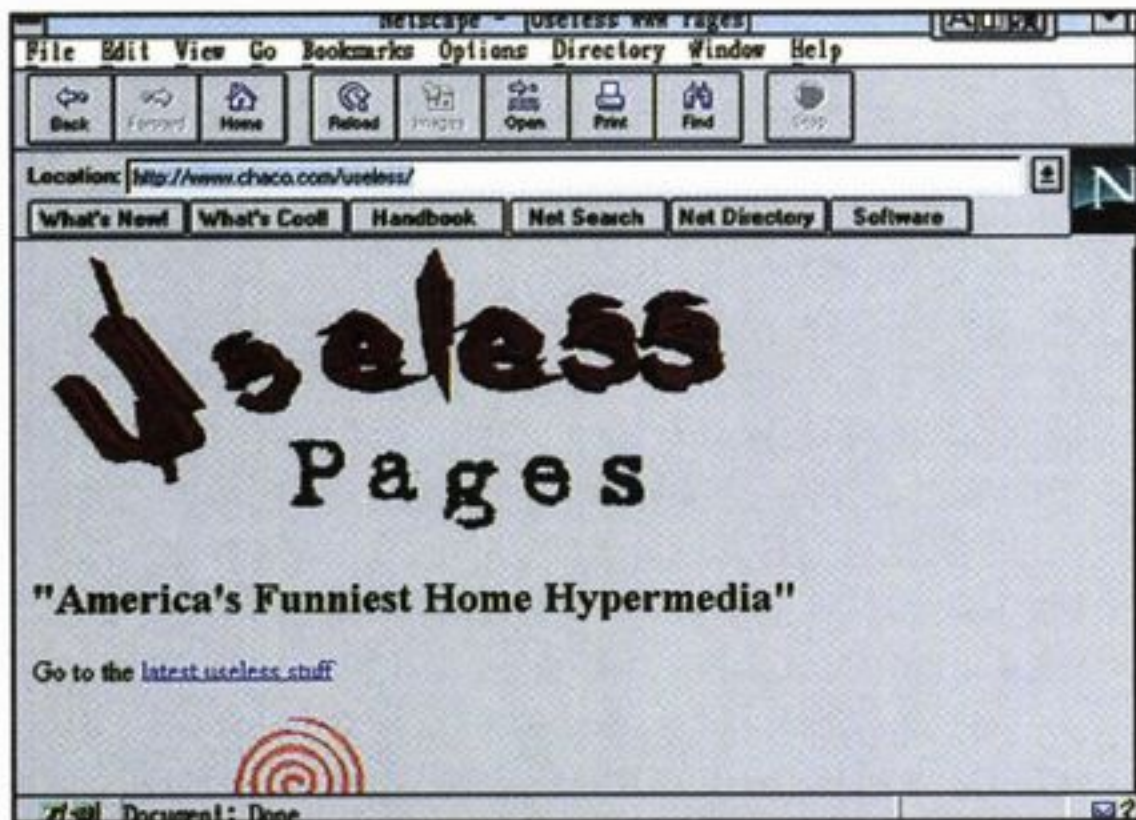 Netscape - [Useless WWW Pages]
File Edit View Go Bookmarks Options Directory Window Help
Back Forward Home Reload Images Open Print Find Stop
Location: http://www.chaco.com/useless/
N
What's New! What's Cool! Handbook Net Search Net Directory Software
Useless
Pages
"America's Funniest Home Hypermedia"
Go to the latest useless stuff
Document: Done
?